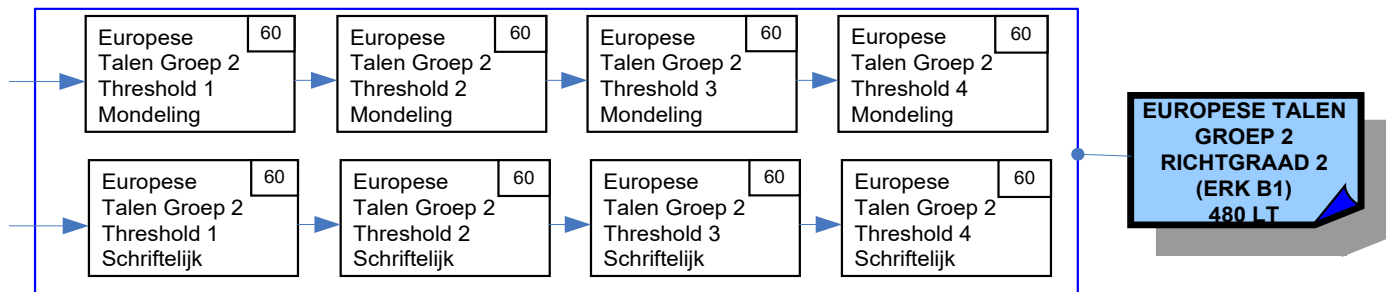 Europese
Talen Groep 2
Threshold 1
Mondeling
60
Europese
Talen Groep 2
Threshold 2
Mondeling
60
Europese
Talen Groep 2
Threshold 3
Mondeling
60
Europese
Talen Groep 2
Threshold 4
Mondeling
60
Europese
Talen Groep 2
Threshold 1
Schriftelijk
60
Europese
Talen Groep 2
Threshold 2
Schriftelijk
60
Europese
Talen Groep 2
Threshold 3
Schriftelijk
60
Europese
Talen Groep 2
Threshold 4
Schriftelijk
60
EUROPESE TALEN
GROEP 2
RICHTGRAAD 2
(ERK B1)
480 LT